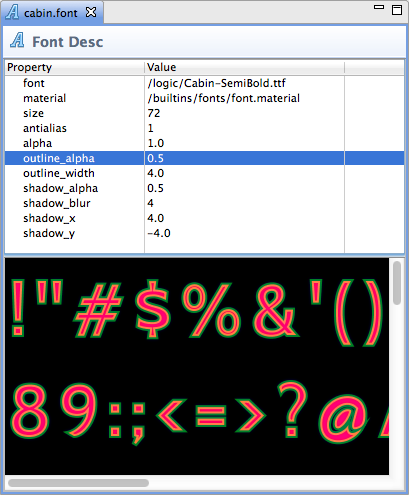 cabin.font
Font Desc
Property Value
font /logic/Cabin-SemiBold.ttf
material /builtins/fonts/font.material
size 72
antialias 1
alpha 1.0
outline_alpha 0.5
outline_width 4.0
shadow_alpha 0.5
shadow_blur 4
shadow_x 4.0
shadow_y -4.0
!"#$%&'()
89:;<=>?@A